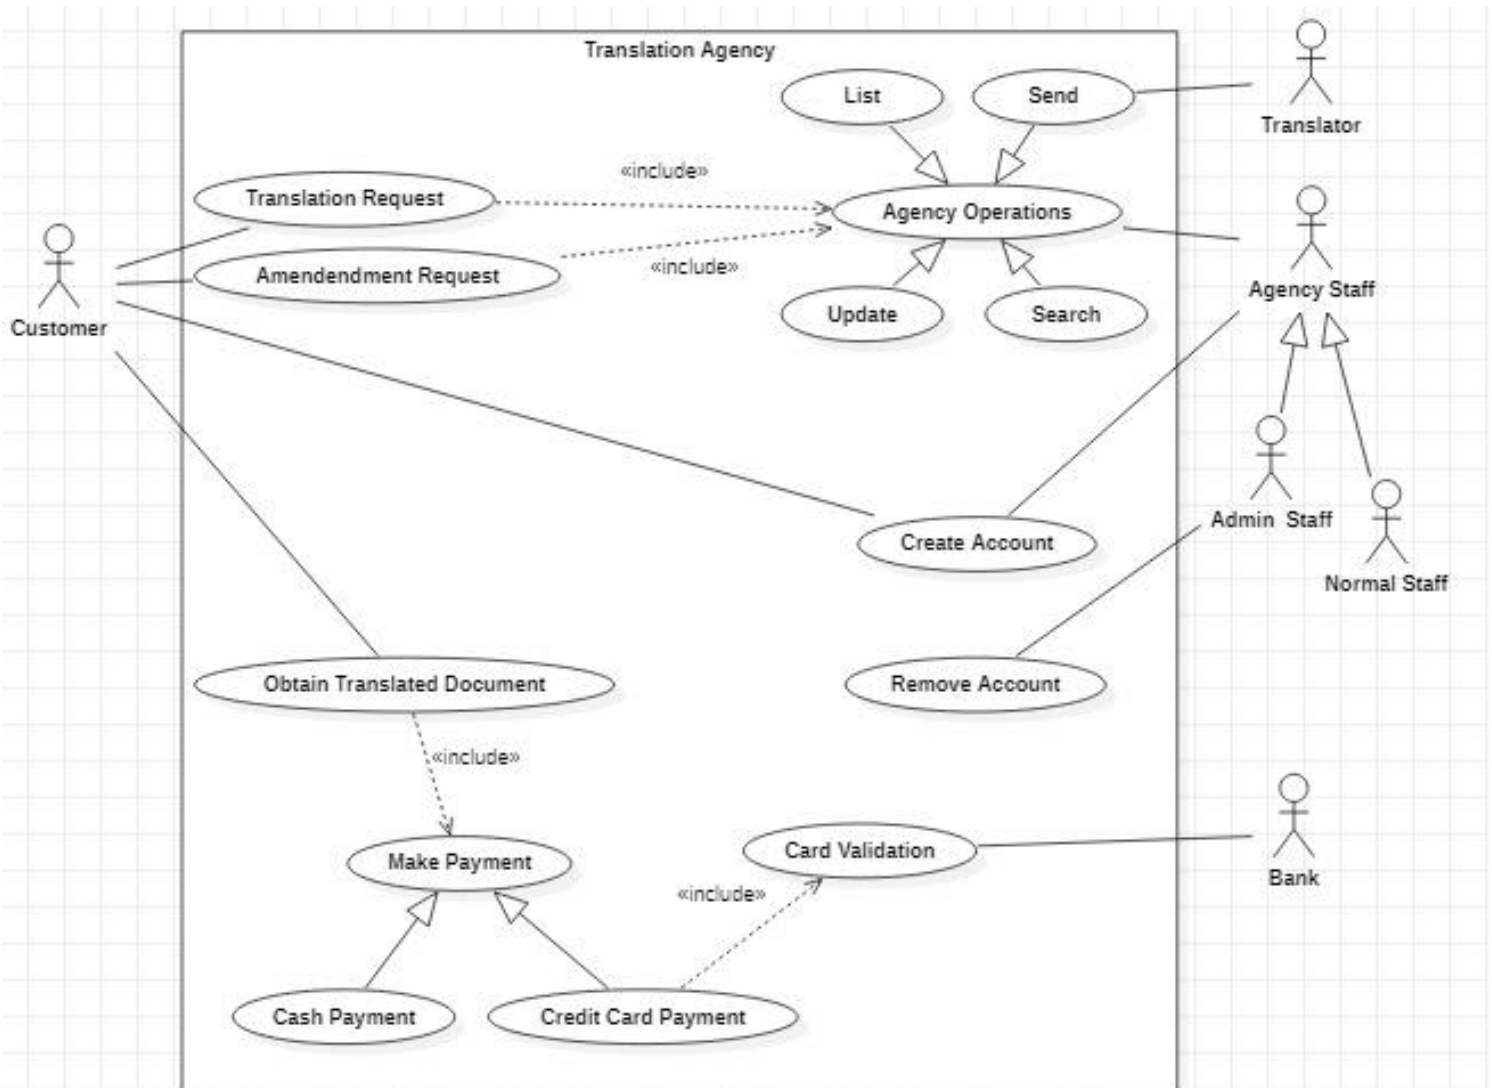 Translation Agency
List
Send
Translator
«include»
Translation Request
Agency Operations
«include»
Amendendment Request
Agency Staff
Customer
Update
Search
Admin  Staff
Create Account
Normal Staff
Obtain Translated Document
Remove Account
«include»
Make Payment
Card Validation
Bank
«include»
Cash Payment
Credit Card Payment